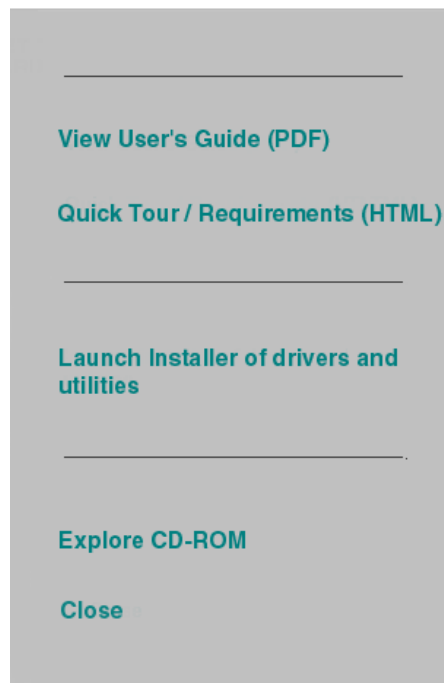 View User's Guide (PDF)
Quick Tour / Requirements (HTML)
Launch Installer of drivers and
utilities
Explore CD-ROM
Close